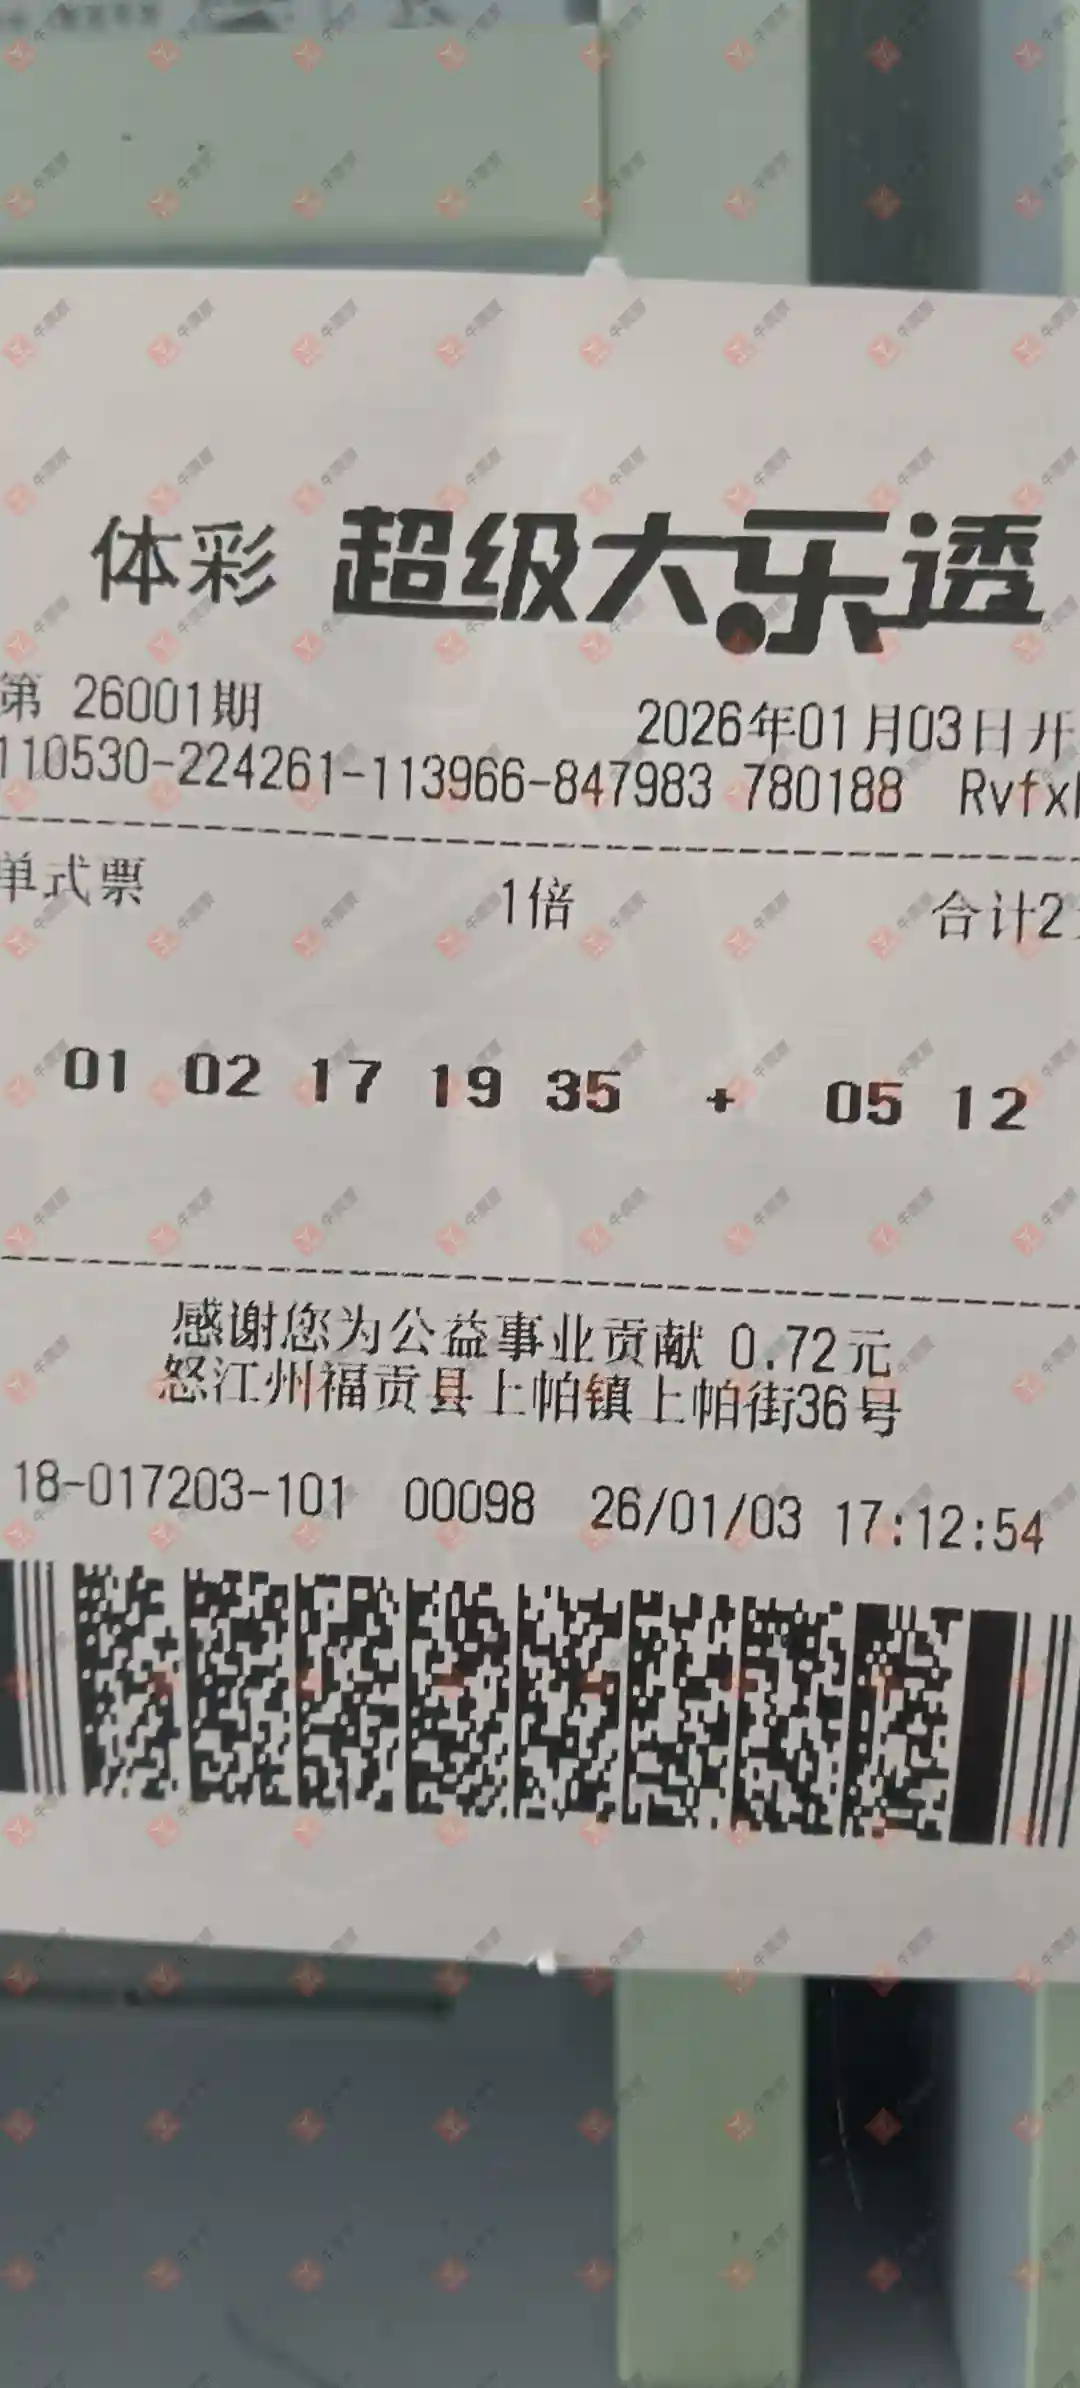 体彩 超级大乐透
第 26001期 2026年01月03日开
110530-224261-113966-847983 780188 Rvfx
单式票 1倍 合计2
01 02 17 19 35 + 05 12
感谢您为公益事业贡献 0.72元
怒江州福贡县上帕镇上帕街36号
18-017203-101 00098 26/01/03 17:12:54